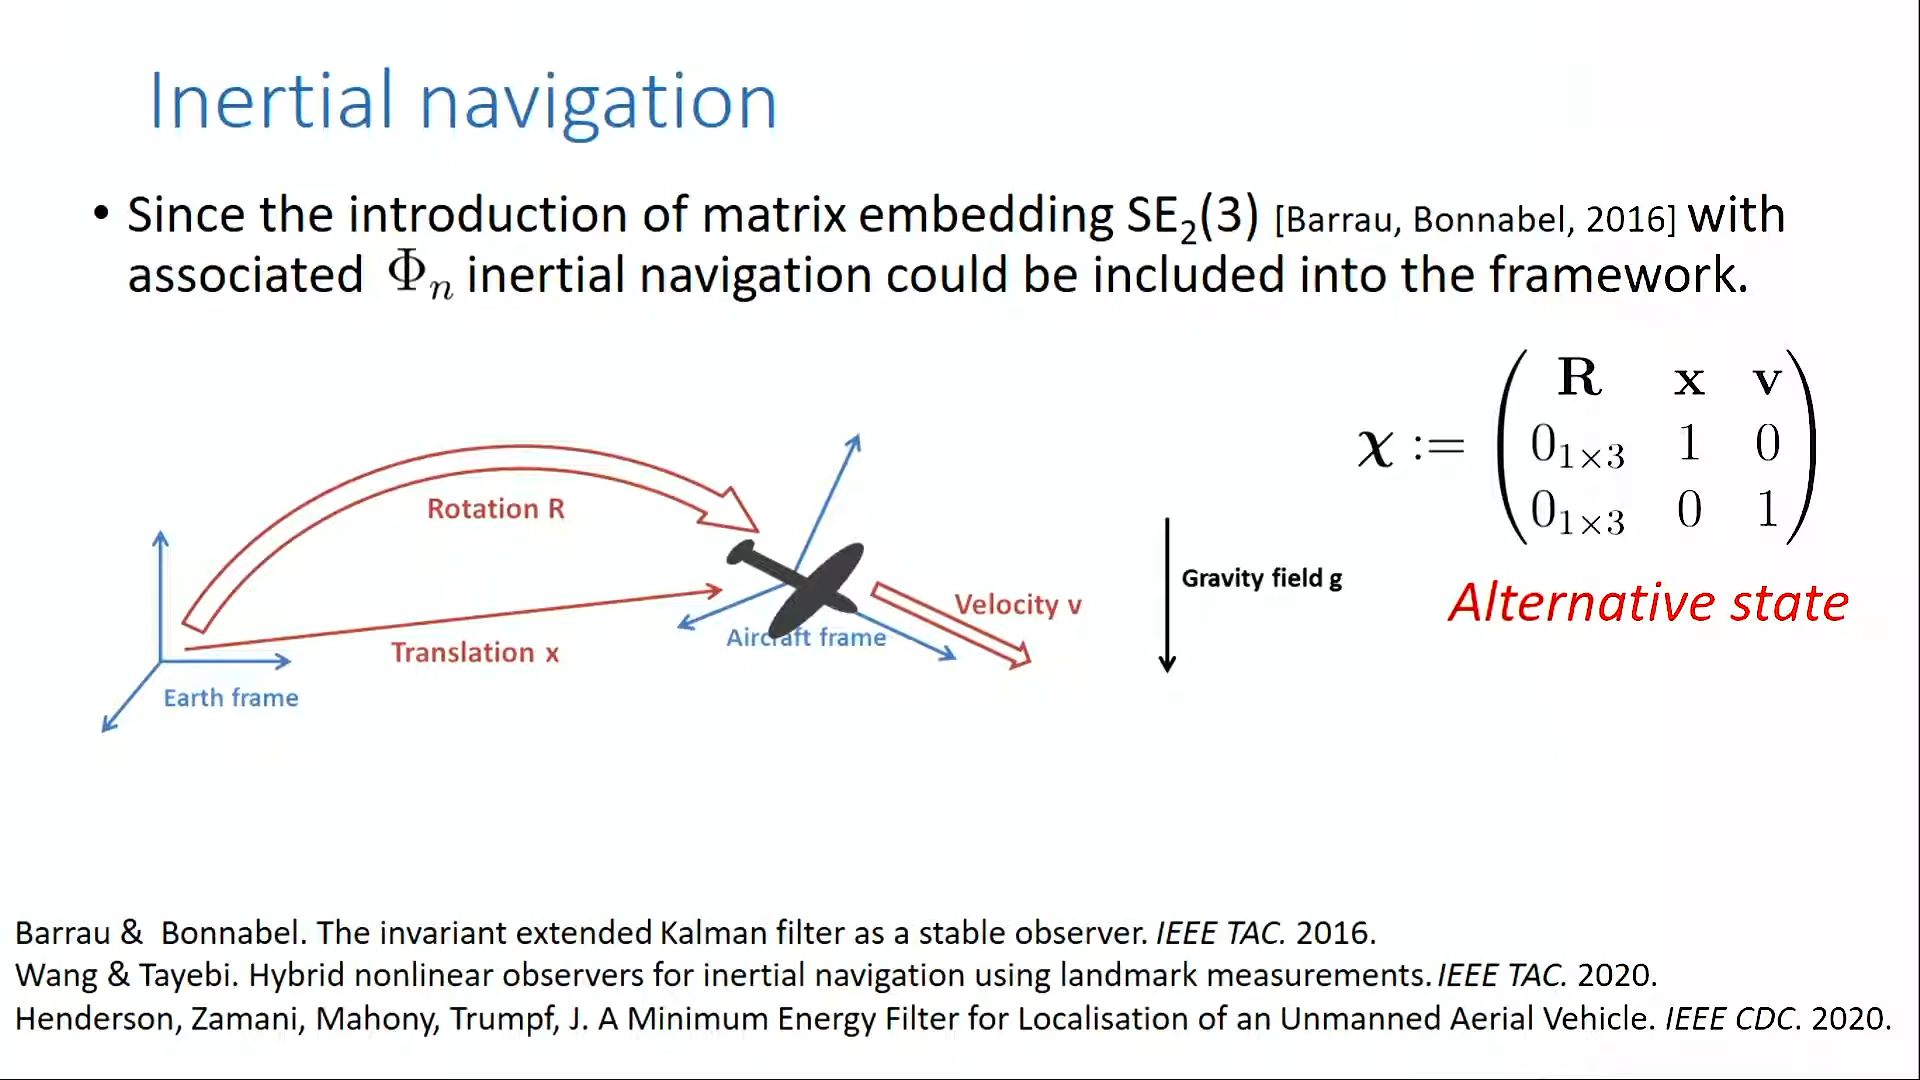 Inertial navigation
• Since the introduction of matrix embedding SE₂(3) [Barrau, Bonnabel, 2016] with
associated Φₙ inertial navigation could be included into the framework.
χ := ( R x v
0₁ₓ₃ 1 0
0₁ₓ₃ 0 1 )
Rotation R
Gravity field g
Alternative state
Velocity v
Aircraft frame
Translation x
Earth frame
Barrau & Bonnabel. The invariant extended Kalman filter as a stable observer. IEEE TAC. 2016.
Wang & Tayebi. Hybrid nonlinear observers for inertial navigation using landmark measurements. IEEE TAC. 2020.
Henderson, Zamani, Mahony, Trumpf, J. A Minimum Energy Filter for Localisation of an Unmanned Aerial Vehicle. IEEE CDC. 2020.